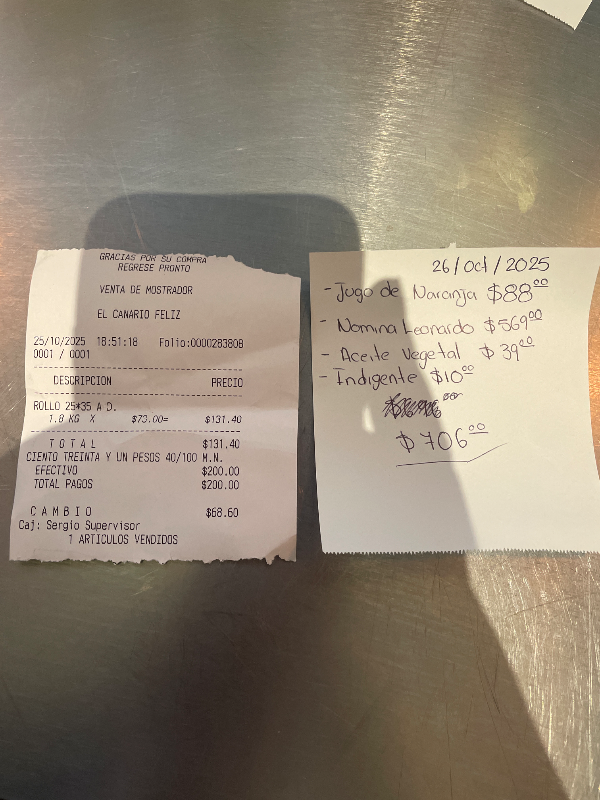 GRACIAS POR SU COMPRA
REGRESE PRONTO
VENTA DE MOSTRADOR
EL CANARIO FELIZ
25/10/2025 18:51:18 Folio:0000283808
0001 / 0001
DESCRIPCION PRECIO
ROLLO 25*35 A D.
1.8 KG X $73.00= $131.40
T O T A L $131.40
CIENTO TREINTA Y UN PESOS 40/100 M.N.
EFECTIVO $200.00
TOTAL PAGOS $200.00
C A M B I O $68.60
Caj: Sergio Supervisor
1 ARTICULOS VENDIDOS
26/Oct/2025
- Jugo de Naranja $88.00
- Nomina Leonardo $569.00
- Aceite Vegetal $39.00
- Indigente $10.00
$706.00